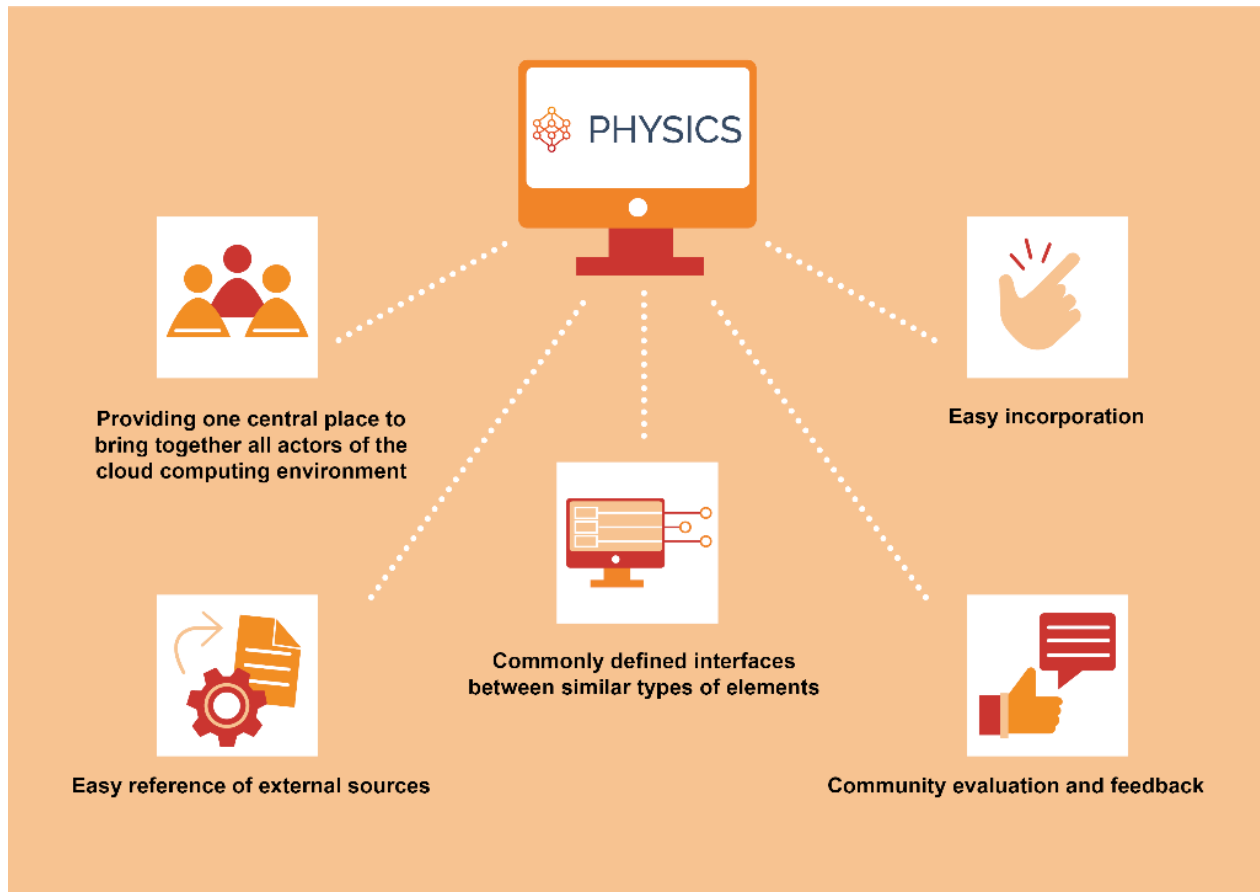 PHYSICS
Providing one central place to
bring together all actors of the
cloud computing environment
Easy incorporation
Commonly defined interfaces
between similar types of elements
Easy reference of external sources
Community evaluation and feedback